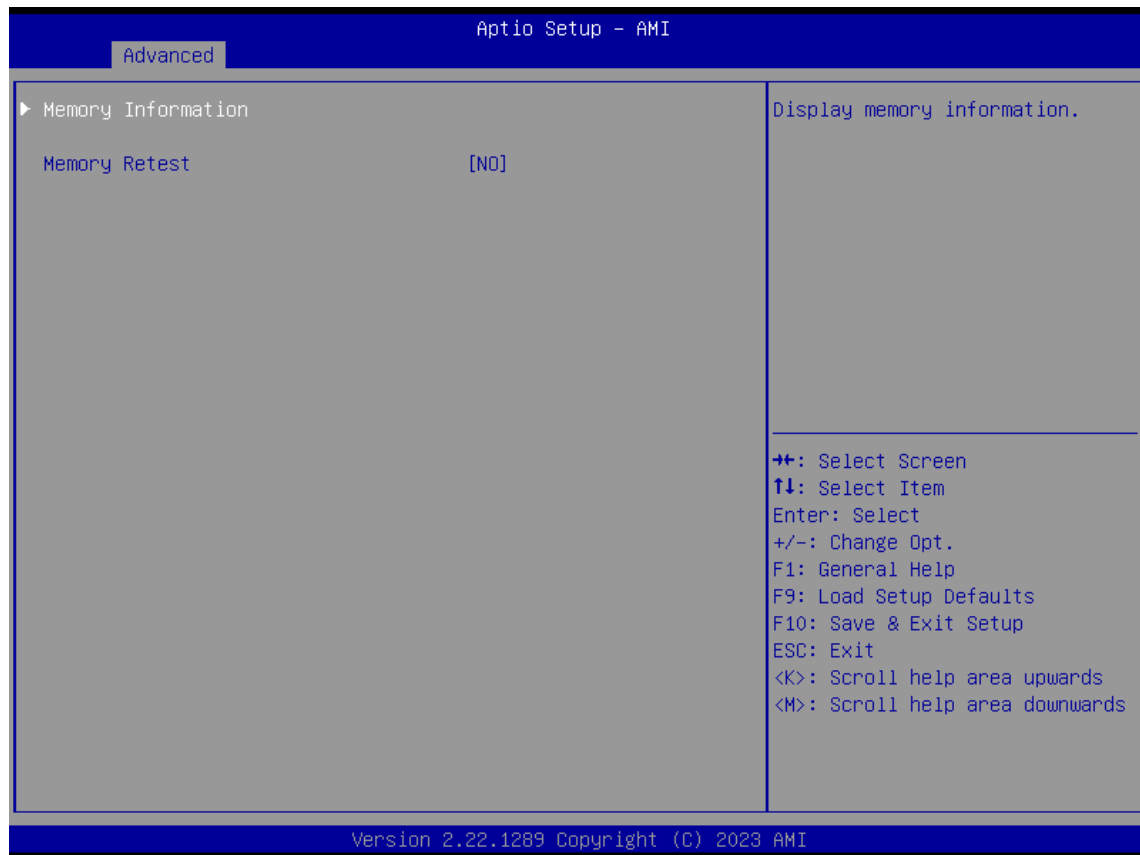 Aptio Setup – AMI
Advanced
▶ Memory Information
Memory Retest [NO]
Display memory information.
→←: Select Screen
↑↓: Select Item
Enter: Select
+/-: Change Opt.
F1: General Help
F9: Load Setup Defaults
F10: Save & Exit Setup
ESC: Exit
<K>: Scroll help area upwards
<M>: Scroll help area downwards
Version 2.22.1289 Copyright (C) 2023 AMI